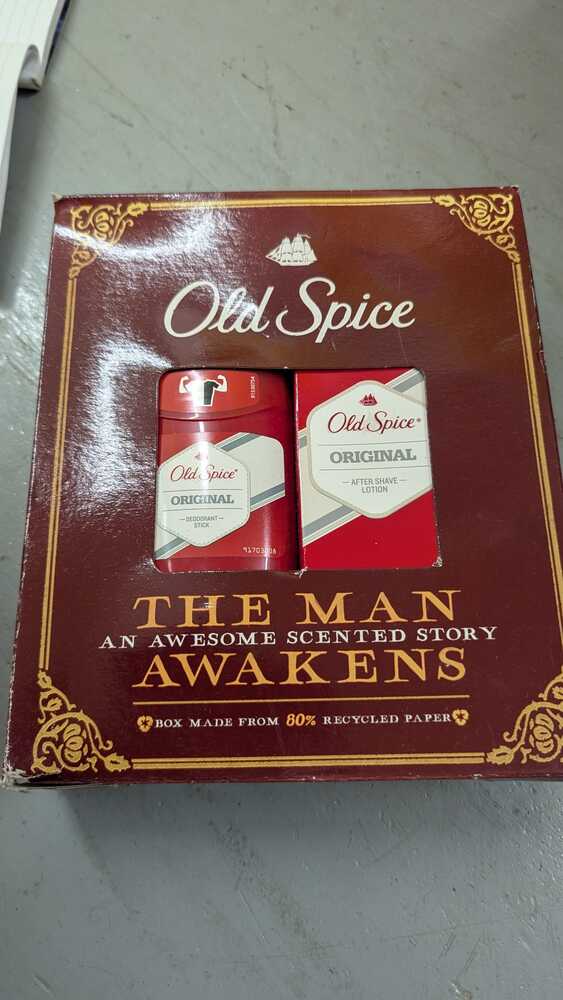 Old Spice
Old Spice
ORIGINAL
DEODORANT
STICK
Old Spice
ORIGINAL
AFTER SHAVE
LOTION
THE MAN
AN AWESOME SCENTED STORY
AWAKENS
BOX MADE FROM 80% RECYCLED PAPER